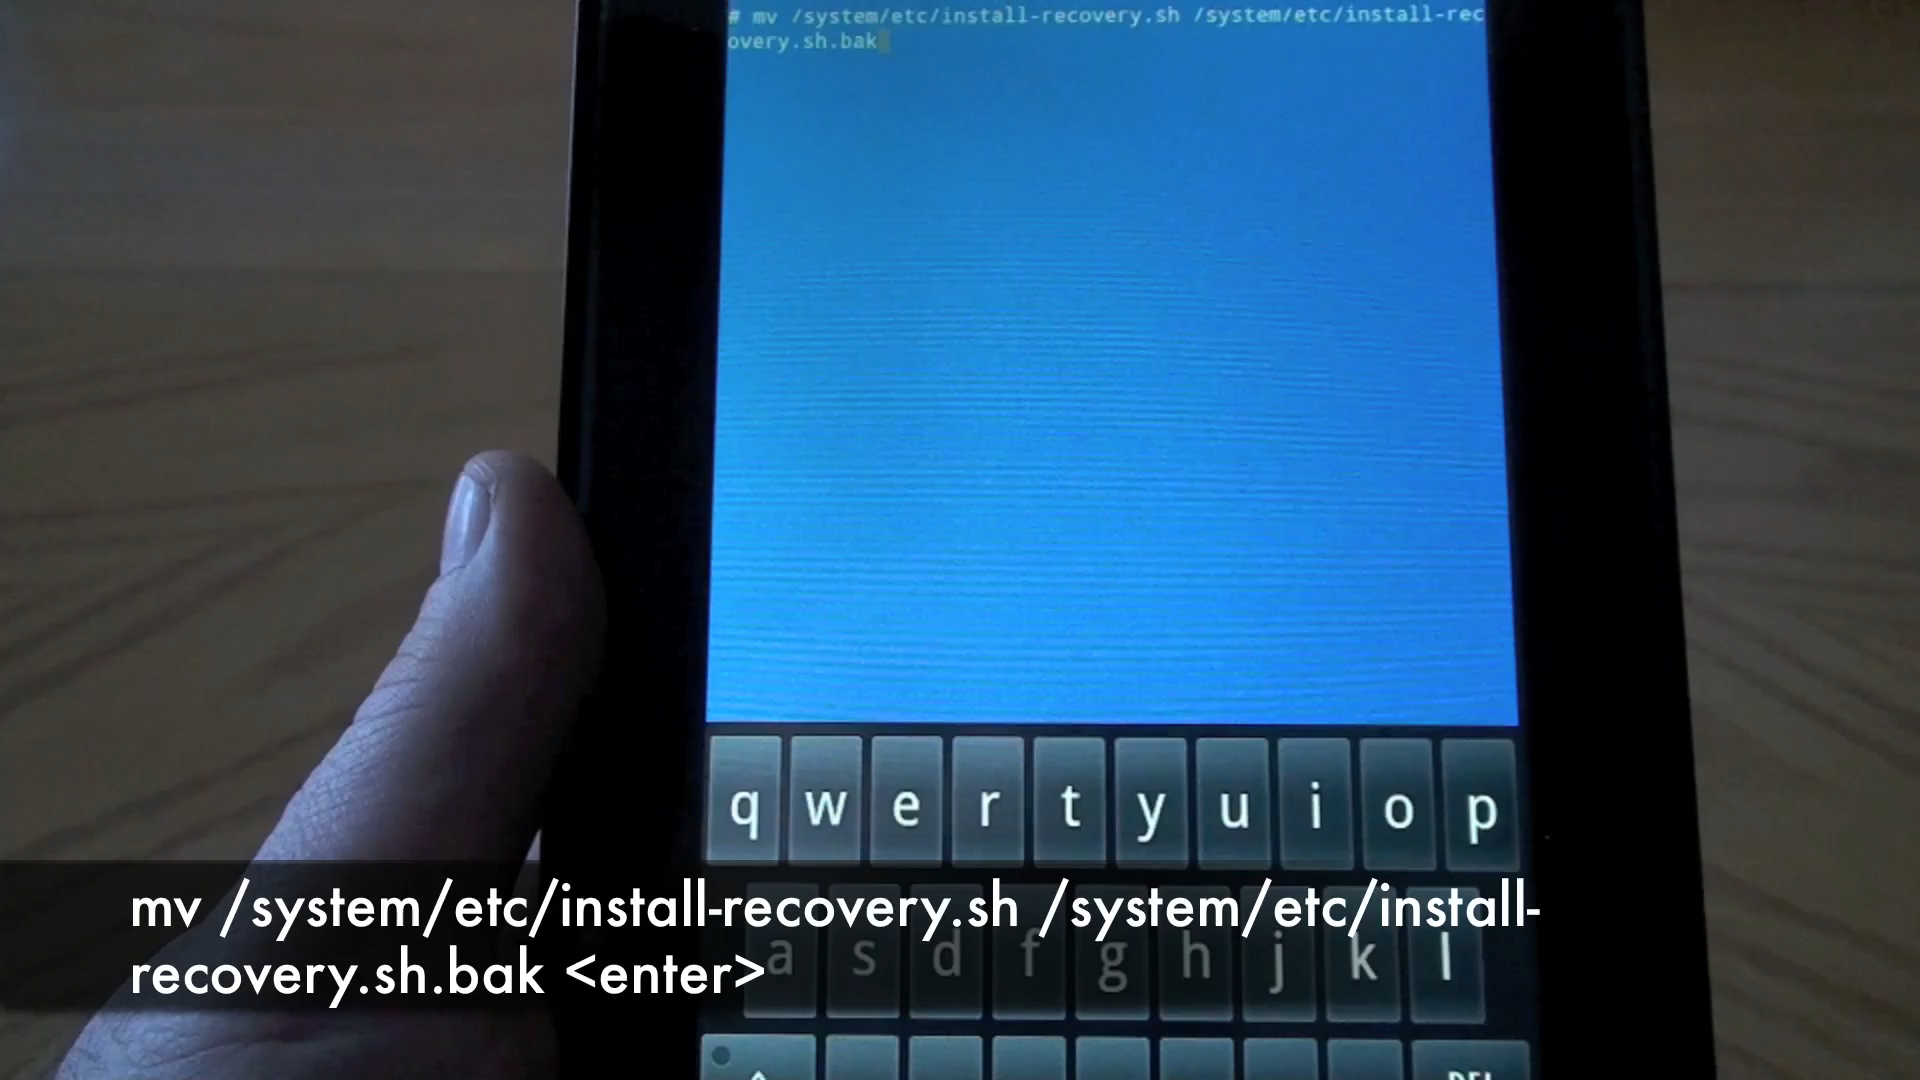 # mv /system/etc/install-recovery.sh /system/etc/install-rec
overy.sh.bak
q w e r t y u i o p
mv /system/etc/install-recovery.sh /system/etc/install-
recovery.sh.bak <enter>
a s d f g h j k l
DEL